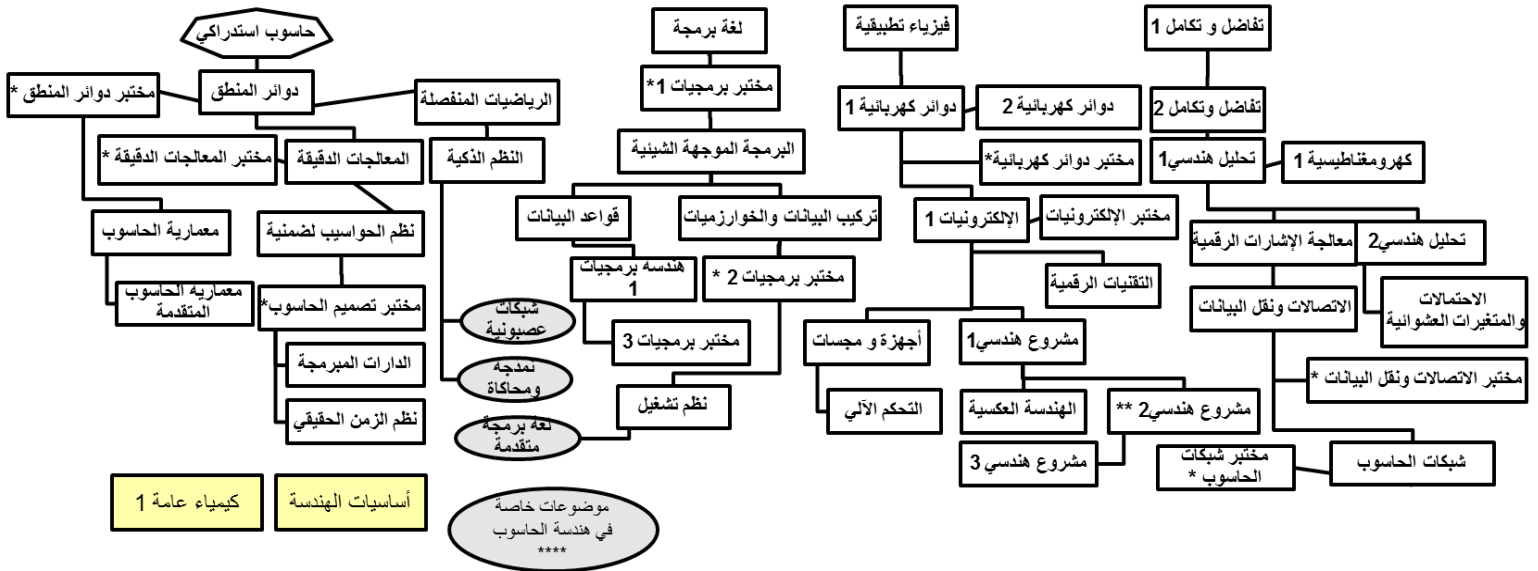 حاسوب استدراكي
دوائر المنطق
مختبر دوائر المنطق *
الرياضيات المنفصلة
المعالجات الدقيقة
مختبر المعالجات الدقيقة *
النظم الذكية
معمارية الحاسوب
نظم الحواسيب لضمنية
معمارية الحاسوب
المتقدمة
مختبر تصميم الحاسوب*
الدارات المبرمجة
نظم الزمن الحقيقي
شبكات
عصبونية
نمذجة
ومحاكاة
لغة برمجة
متقدمة
لغة برمجة
مختبر برمجيات 1*
البرمجة الموجهة الشيئية
قواعد البيانات
تركيب البيانات والخوارزميات
هندسة برمجيات
1
مختبر برمجيات 2 *
مختبر برمجيات 3
نظم تشغيل
فيزياء تطبيقية
دوائر كهربائية 1
دوائر كهربائية 2
مختبر دوائر كهربائية*
الإلكترونيات 1
مختبر الإلكترونيات
التقنيات الرقمية
أجهزة و مجسات
مشروع هندسي1
التحكم الآلي
الهندسة العكسية
مشروع هندسي2 **
مشروع هندسي 3
تفاضل و تكامل 1
تفاضل وتكامل 2
تحليل هندسي1
كهرومغناطيسية 1
معالجة الإشارات الرقمية
تحليل هندسي2
الاتصالات ونقل البيانات
الاحتمالات
والمتغيرات العشوائية
مختبر الاتصالات ونقل البيانات *
شبكات الحاسوب
مختبر شبكات
الحاسوب *
كيمياء عامة 1
أساسيات الهندسة
موضوعات خاصة
في هندسة الحاسوب
****